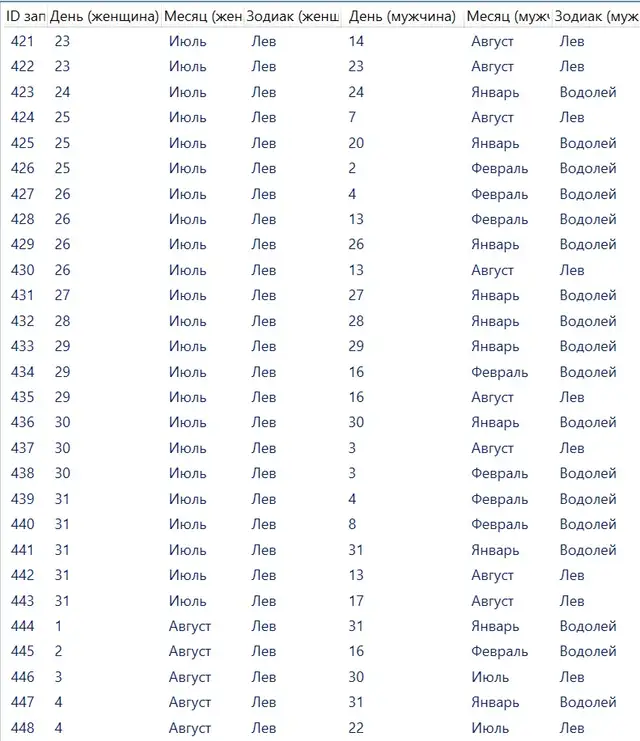 ID зап День (женщина) Месяц (жен Зодиак (женщ День (мужчина) Месяц (мужч Зодиак (муж
421 23 Июль Лев 14 Август Лев
422 23 Июль Лев 23 Август Лев
423 24 Июль Лев 24 Январь Водолей
424 25 Июль Лев 7 Август Лев
425 25 Июль Лев 20 Январь Водолей
426 25 Июль Лев 2 Февраль Водолей
427 26 Июль Лев 4 Февраль Водолей
428 26 Июль Лев 13 Февраль Водолей
429 26 Июль Лев 26 Январь Водолей
430 26 Июль Лев 13 Август Лев
431 27 Июль Лев 27 Январь Водолей
432 28 Июль Лев 28 Январь Водолей
433 29 Июль Лев 29 Январь Водолей
434 29 Июль Лев 16 Февраль Водолей
435 29 Июль Лев 16 Август Лев
436 30 Июль Лев 30 Январь Водолей
437 30 Июль Лев 3 Август Лев
438 30 Июль Лев 3 Февраль Водолей
439 31 Июль Лев 4 Февраль Водолей
440 31 Июль Лев 8 Февраль Водолей
441 31 Июль Лев 31 Январь Водолей
442 31 Июль Лев 13 Август Лев
443 31 Июль Лев 17 Август Лев
444 1 Август Лев 31 Январь Водолей
445 2 Август Лев 16 Февраль Водолей
446 3 Август Лев 30 Июль Лев
447 4 Август Лев 31 Январь Водолей
448 4 Август Лев 22 Июль Лев